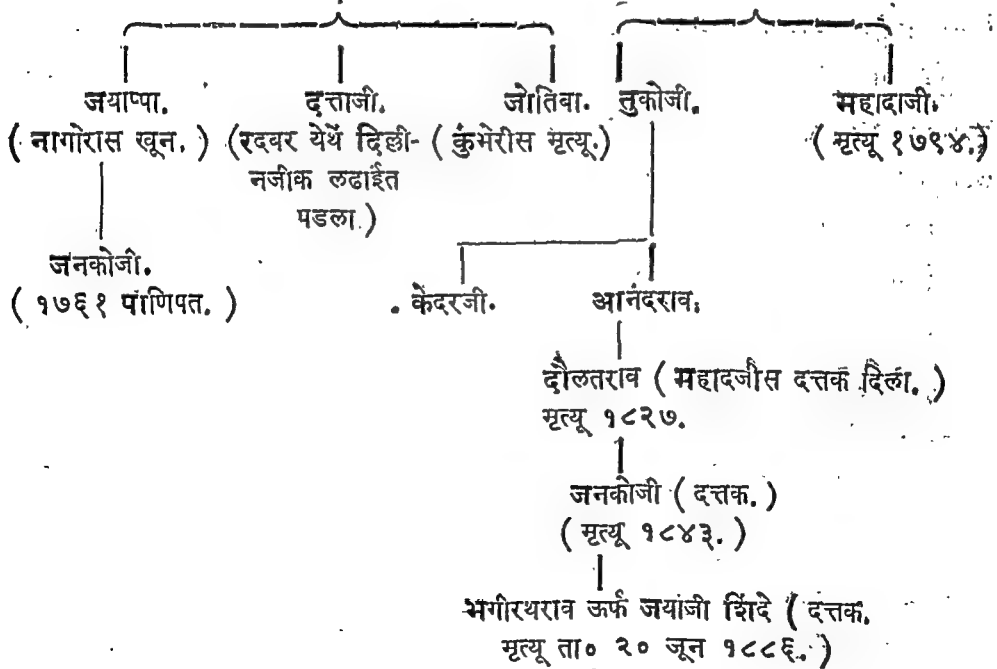 जयाप्पा. दत्ताजी. जोतिबा. तुकोजी. महादाजी.
( नागोरास खून. ) (रदबर येथें दिल्ली- ( कुंभेरीस मृत्यू.) ( मृत्यू १७९४.)
नजीक लढाईत
पडला.)
जनकोजी.
( १७६१ पाणिपत. ) केदरजी. आनंदराव.
दौलतराव ( महादजीस दत्तक दिला. )
मृत्यू १८२७.
जनकोजी ( दत्तक. )
( मृत्यू १८४३. )
भगीरथराव ऊर्फ जयाजी शिंदे ( दत्तक.
मृत्यू ता० २० जून १८८६. )